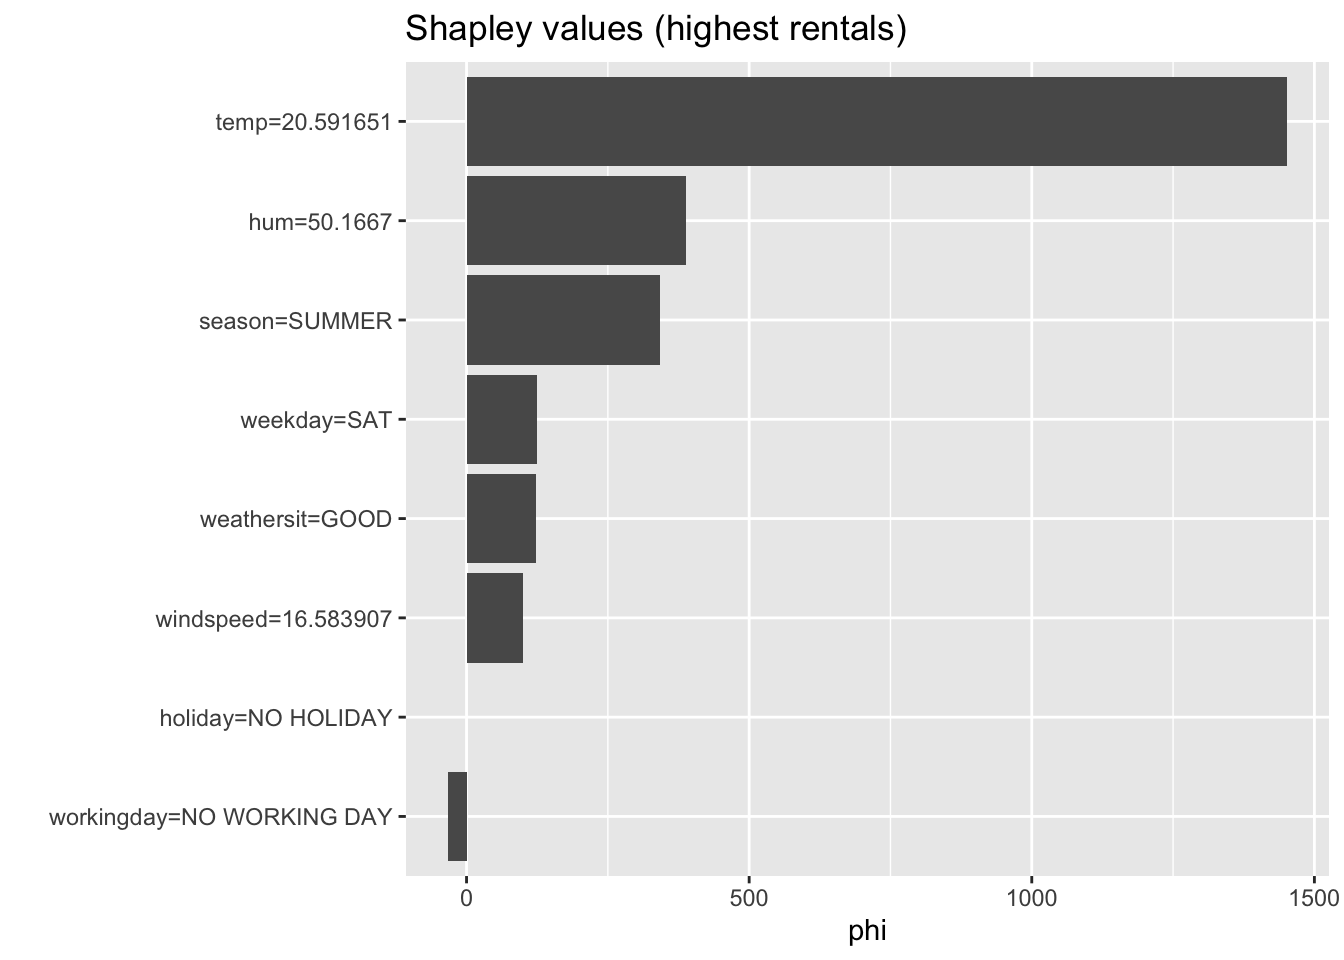 Shapley values (highest rentals)
temp=20.591651
hum=50.1667
season=SUMMER
weekday=SAT
weathersit=GOOD
windspeed=16.583907
holiday=NO HOLIDAY
workingday=NO WORKING DAY
0 500 1000 1500
phi